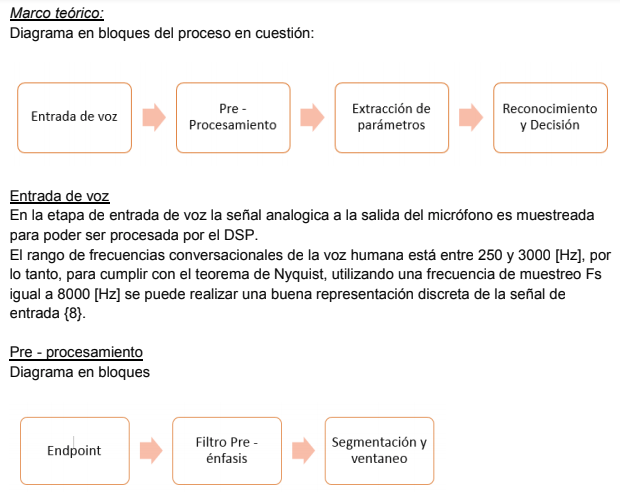 Marco teórico:
Diagrama en bloques del proceso en cuestión:
Entrada de voz
Pre -
Procesamiento
Extracción de
parámetros
Reconocimiento
y Decisión
Entrada de voz
En la etapa de entrada de voz la señal analogica a la salida del micrófono es muestreada
para poder ser procesada por el DSP.
El rango de frecuencias conversacionales de la voz humana está entre 250 y 3000 [Hz], por
lo tanto, para cumplir con el teorema de Nyquist, utilizando una frecuencia de muestreo Fs
igual a 8000 [Hz] se puede realizar una buena representación discreta de la señal de
entrada {8}.
Pre - procesamiento
Diagrama en bloques
Endpoint
Filtro Pre -
énfasis
Segmentación y
ventaneo